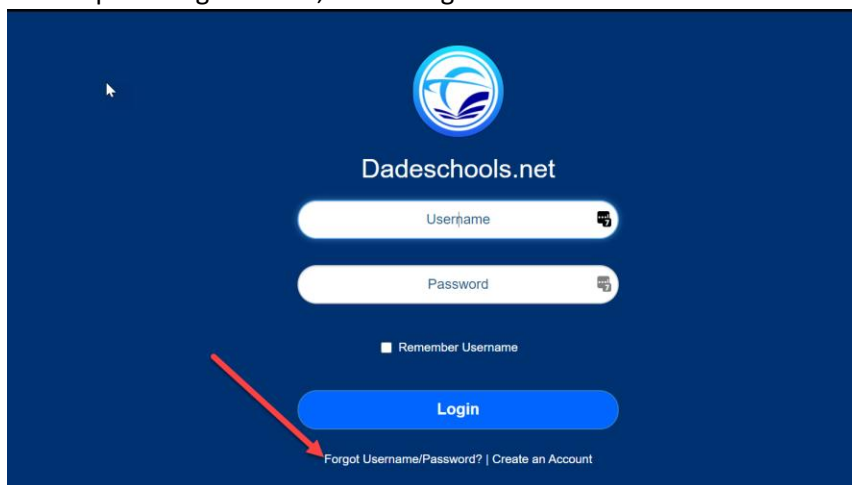 Dadeschools.net
Username
Password
Remember Username
Login
Forgot Username/Password? | Create an Account